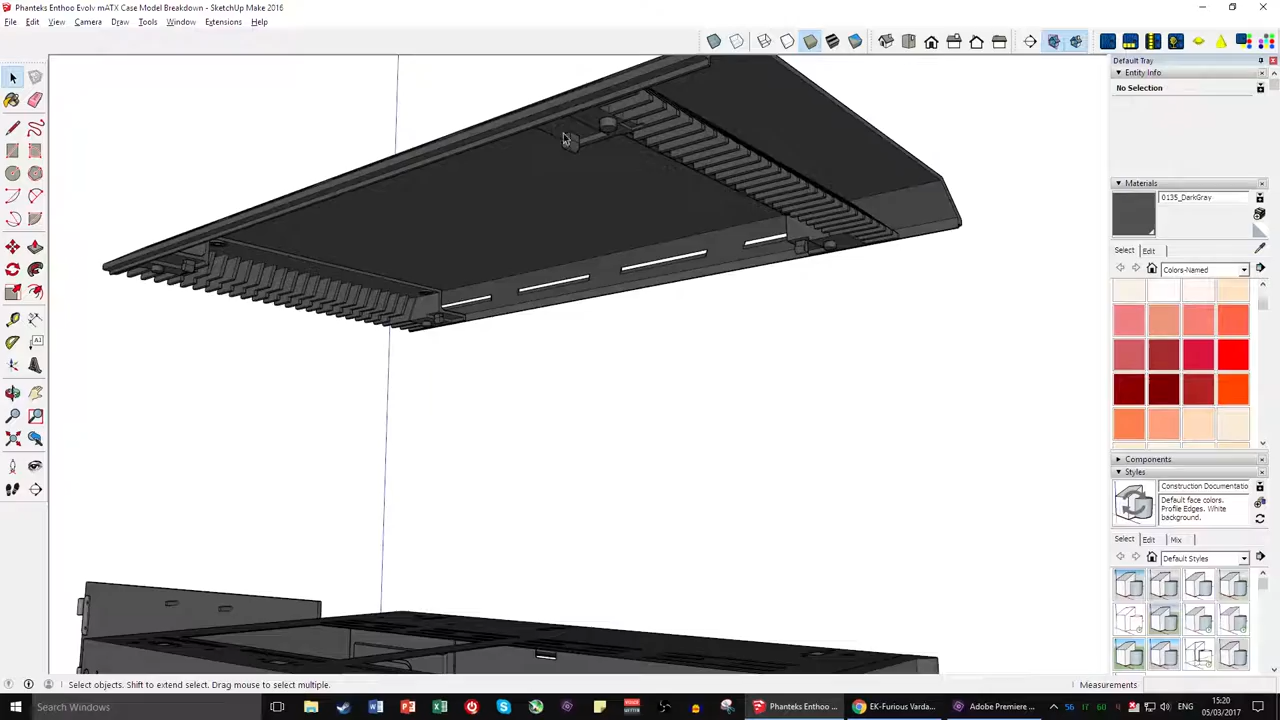 Phanteks Enthoo Evolv mATX Case Model Breakdown - SketchUp Make 2016
File Edit View Camera Draw Tools Window Extensions Help
Default Tray
Entity Info
No Selection
Materials
0135_DarkGray
Select Edit
Colors-Named
Components
Styles
Construction Documentatio
Default face colors.
Profile Edges. White
background.
Select Edit Mix
Default Styles
Select objects. Shift to extend select. Drag mouse to select multiple.
Measurements
Search Windows
Phanteks Enthoo ...
EK-Furious Varda...
Adobe Premiere ...
ENG
15:20
05/03/2017